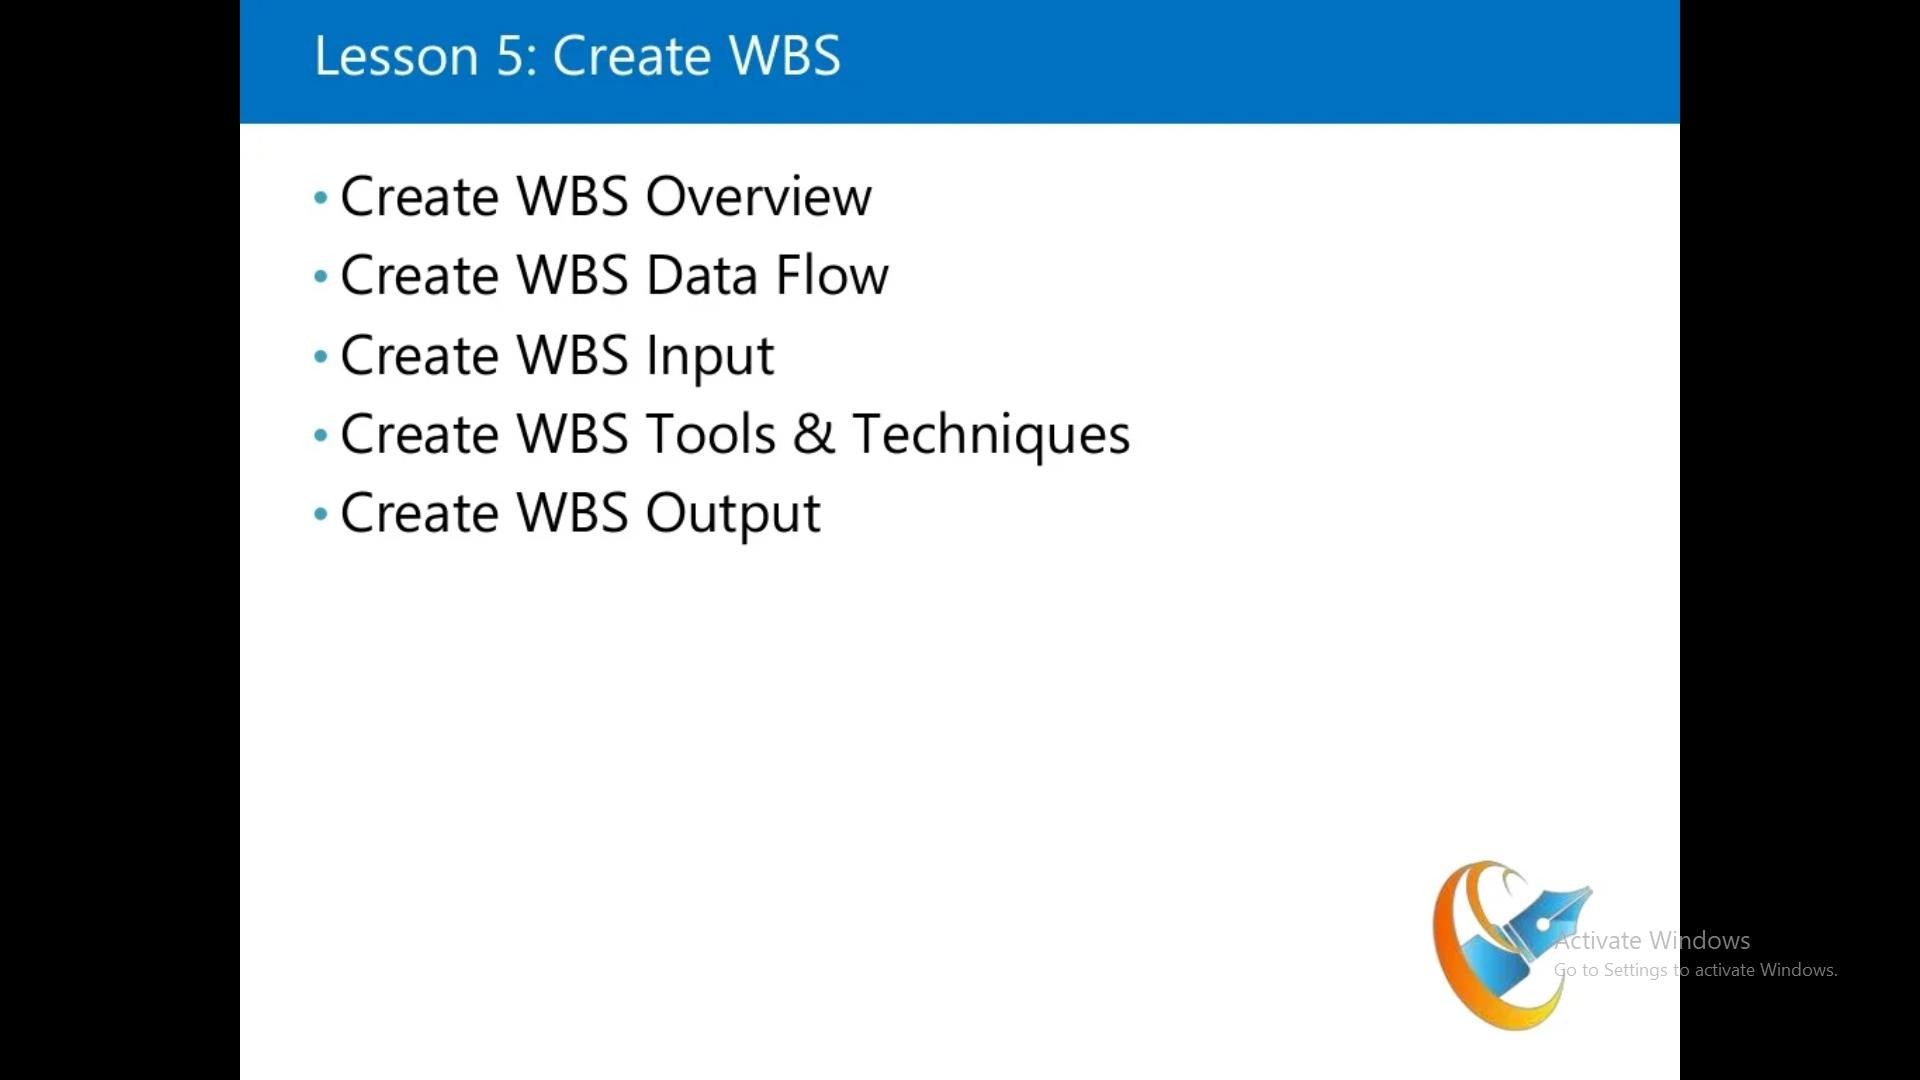 Lesson 5: Create WBS
• Create WBS Overview
• Create WBS Data Flow
• Create WBS Input
• Create WBS Tools & Techniques
• Create WBS Output
Activate Windows
Go to Settings to activate Windows.